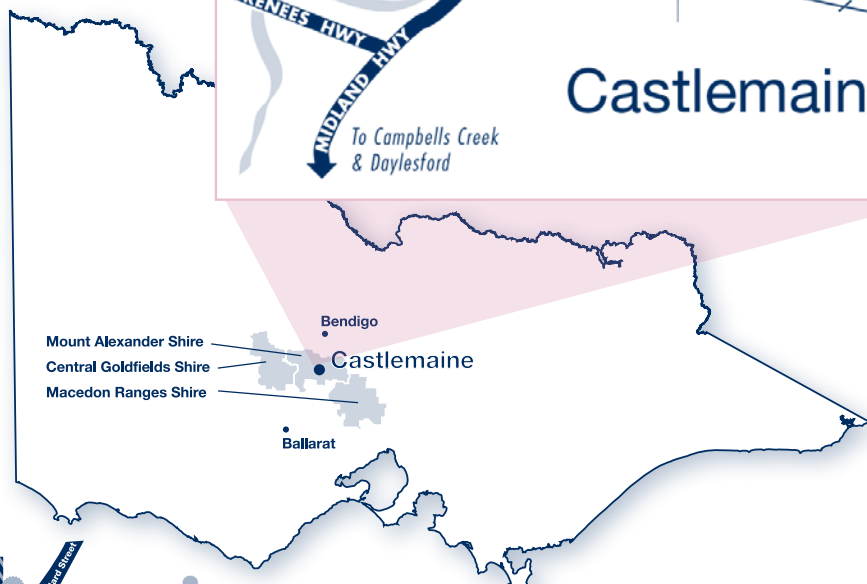 HWY
MIDLAND HWY
To Campbells Creek
& Daylesford
Castlemain
Bendigo
Mount Alexander Shire
Castlemaine
Central Goldfields Shire
Macedon Ranges Shire
Ballarat
Street